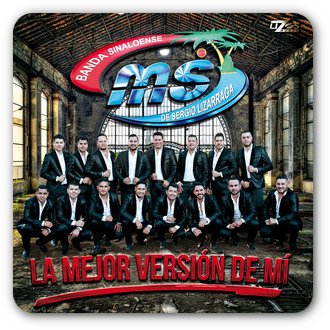 BANDA SINALOENSE
MS
DE SERGIO LIZÁRRAGA
LA MEJOR VERSIÓN DE MÍ